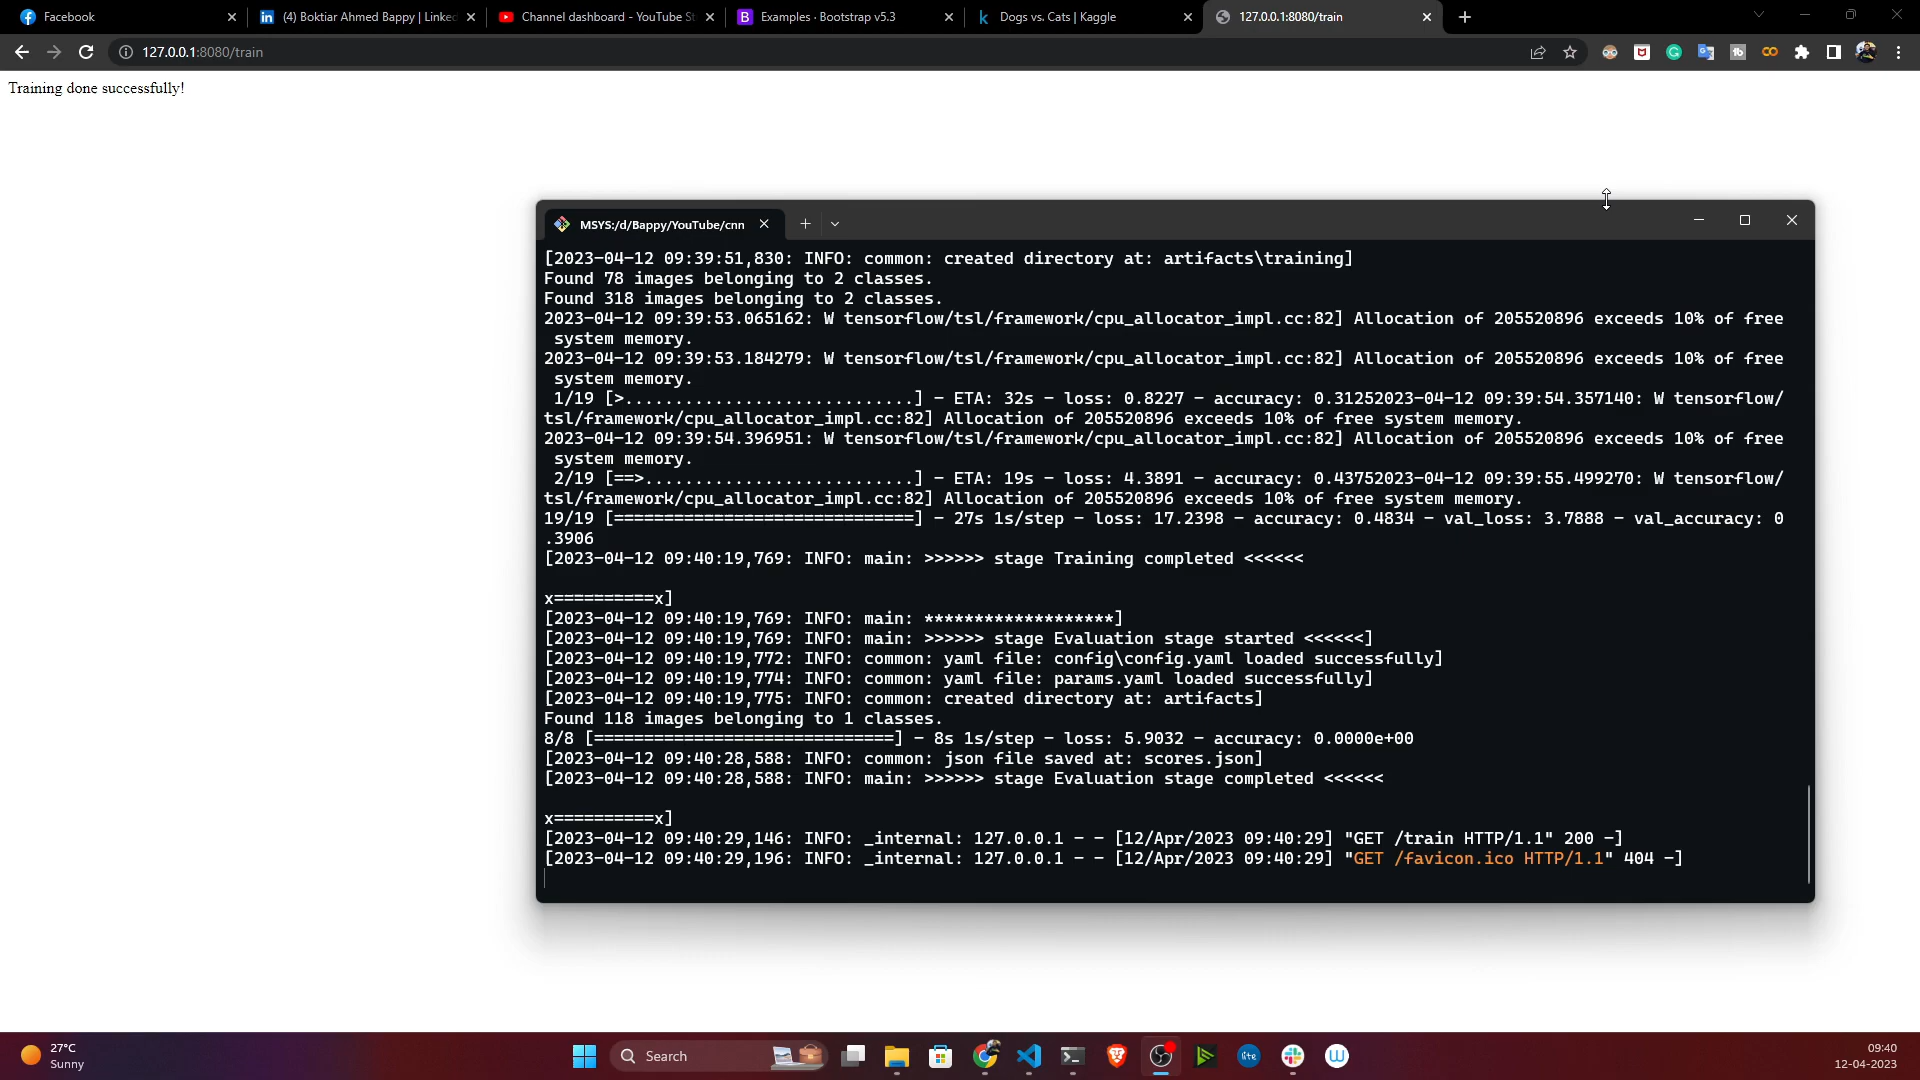 Facebook
(4) Boktiar Ahmed Bappy | Linked
Channel dashboard - YouTube St
Examples · Bootstrap v5.3
Dogs vs. Cats | Kaggle
127.0.0.1:8080/train
127.0.0.1:8080/train
Training done successfully!
MSYS:/d/Bappy/YouTube/cnn
[2023-04-12 09:39:51,830: INFO: common: created directory at: artifacts\training]
Found 78 images belonging to 2 classes.
Found 318 images belonging to 2 classes.
2023-04-12 09:39:53.065162: W tensorflow/tsl/framework/cpu_allocator_impl.cc:82] Allocation of 205520896 exceeds 10% of free
system memory.
2023-04-12 09:39:53.184279: W tensorflow/tsl/framework/cpu_allocator_impl.cc:82] Allocation of 205520896 exceeds 10% of free
system memory.
1/19 [>.............................] - ETA: 32s - loss: 0.8227 - accuracy: 0.31252023-04-12 09:39:54.357140: W tensorflow/
tsl/framework/cpu_allocator_impl.cc:82] Allocation of 205520896 exceeds 10% of free system memory.
2023-04-12 09:39:54.396951: W tensorflow/tsl/framework/cpu_allocator_impl.cc:82] Allocation of 205520896 exceeds 10% of free
system memory.
2/19 [==>...........................] - ETA: 19s - loss: 4.3891 - accuracy: 0.43752023-04-12 09:39:55.499270: W tensorflow/
tsl/framework/cpu_allocator_impl.cc:82] Allocation of 205520896 exceeds 10% of free system memory.
19/19 [==============================] - 27s 1s/step - loss: 17.2398 - accuracy: 0.4834 - val_loss: 3.7888 - val_accuracy: 0
.3906
[2023-04-12 09:40:19,769: INFO: main: >>>>>> stage Training completed <<<<<<
x==========x]
[2023-04-12 09:40:19,769: INFO: main: *******************]
[2023-04-12 09:40:19,769: INFO: main: >>>>>> stage Evaluation stage started <<<<<<]
[2023-04-12 09:40:19,772: INFO: common: yaml file: config\config.yaml loaded successfully]
[2023-04-12 09:40:19,774: INFO: common: yaml file: params.yaml loaded successfully]
[2023-04-12 09:40:19,775: INFO: common: created directory at: artifacts]
Found 118 images belonging to 1 classes.
8/8 [==============================] - 8s 1s/step - loss: 5.9032 - accuracy: 0.0000e+00
[2023-04-12 09:40:28,588: INFO: common: json file saved at: scores.json]
[2023-04-12 09:40:28,588: INFO: main: >>>>>> stage Evaluation stage completed <<<<<<
x==========x]
[2023-04-12 09:40:29,146: INFO: _internal: 127.0.0.1 - - [12/Apr/2023 09:40:29] "GET /train HTTP/1.1" 200 -]
[2023-04-12 09:40:29,196: INFO: _internal: 127.0.0.1 - - [12/Apr/2023 09:40:29] "GET /favicon.ico HTTP/1.1" 404 -]
27°C
Sunny
Search
09:40
12-04-2023